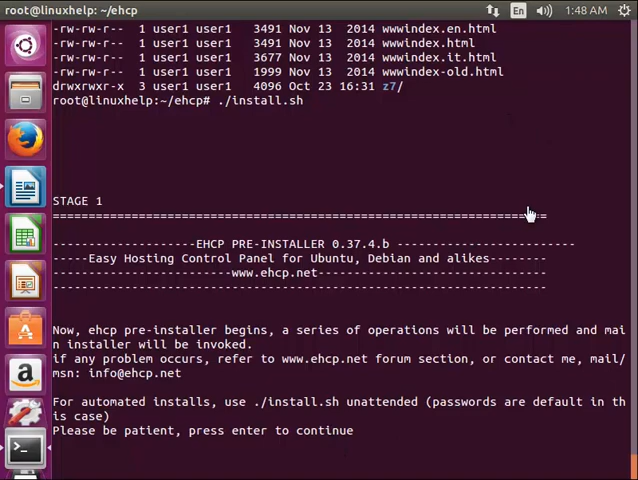 root@linuxhelp: ~/ehcp
En
1:48 AM
-rw-rw-r-- 1 user1 user1 3491 Nov 13 2014 wwwindex.en.html
-rw-rw-r-- 1 user1 user1 3491 Nov 13 2014 wwwindex.html
-rw-rw-r-- 1 user1 user1 3677 Nov 13 2014 wwwindex.it.html
-rw-rw-r-- 1 user1 user1 1999 Nov 13 2014 wwwindex-old.html
drwxrwxr-x 3 user1 user1 4096 Oct 23 16:31 z7/
root@linuxhelp:~/ehcp# ./install.sh
STAGE 1
=====================================================================
--------------------EHCP PRE-INSTALLER 0.37.4.b -------------------------
-----Easy Hosting Control Panel for Ubuntu, Debian and alikes--------
-------------------------www.ehcp.net--------------------------------
---------------------------------------------------------------------
Now, ehcp pre-installer begins, a series of operations will be performed and mai
n installer will be invoked.
if any problem occurs, refer to www.ehcp.net forum section, or contact me, mail/
msn: info@ehcp.net
For automated installs, use ./install.sh unattended (passwords are default in th
is case)
Please be patient, press enter to continue